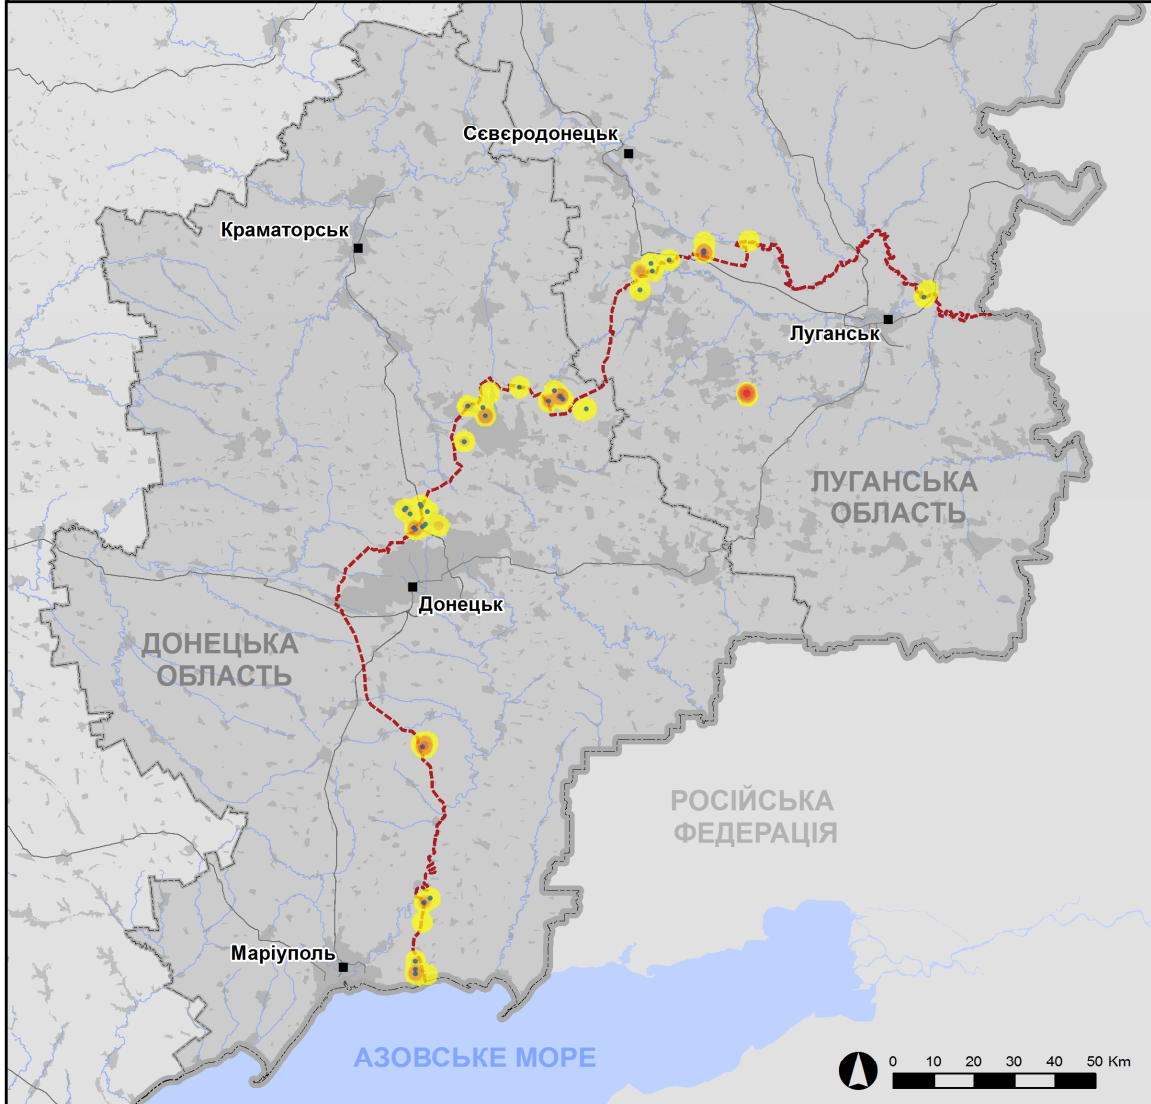 Сєвєродонецьк
Краматорськ
Луганськ
ЛУГАНСЬКА
ОБЛАСТЬ
Донецьк
ДОНЕЦЬКА
ОБЛАСТЬ
РОСІЙСЬКА
ФЕДЕРАЦІЯ
Маріуполь
АЗОВСЬКЕ МОРЕ
0 10 20 30 40 50 Km